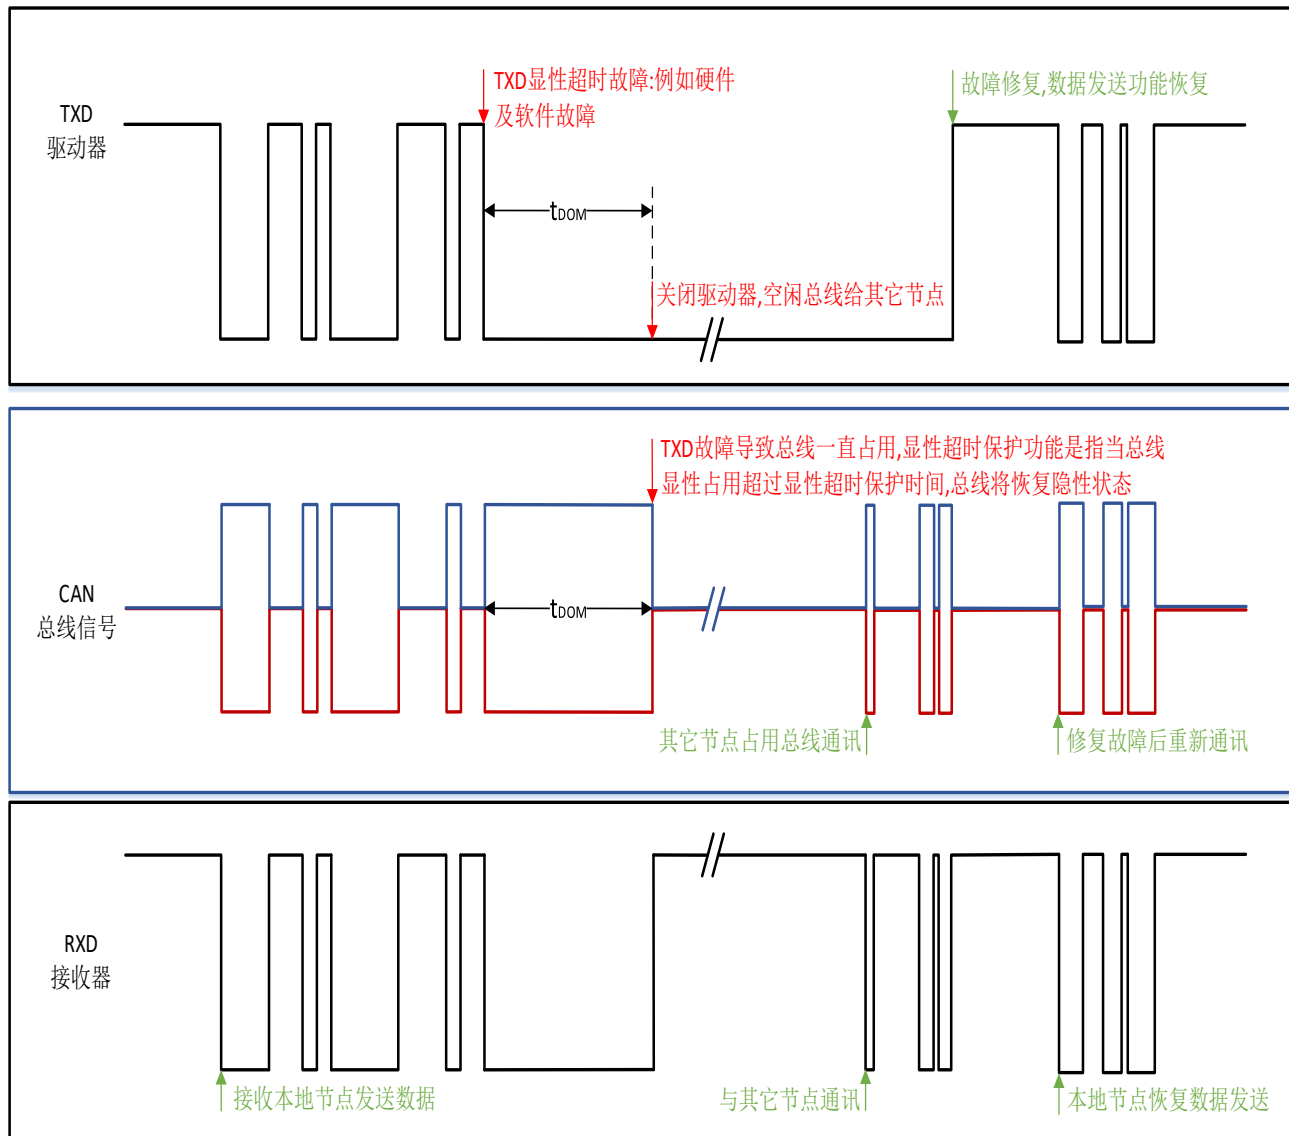 TXD显性超时故障:例如硬件
及软件故障
故障修复,数据发送功能恢复
TXD
驱动器
tDOM
关闭驱动器,空闲总线给其它节点
TXD故障导致总线一直占用,显性超时保护功能是指当总线
显性占用超过显性超时保护时间,总线将恢复隐性状态
CAN
总线信号
tDOM
其它节点占用总线通讯
修复故障后重新通讯
RXD
接收器
接收本地节点发送数据
与其它节点通讯
本地节点恢复数据发送